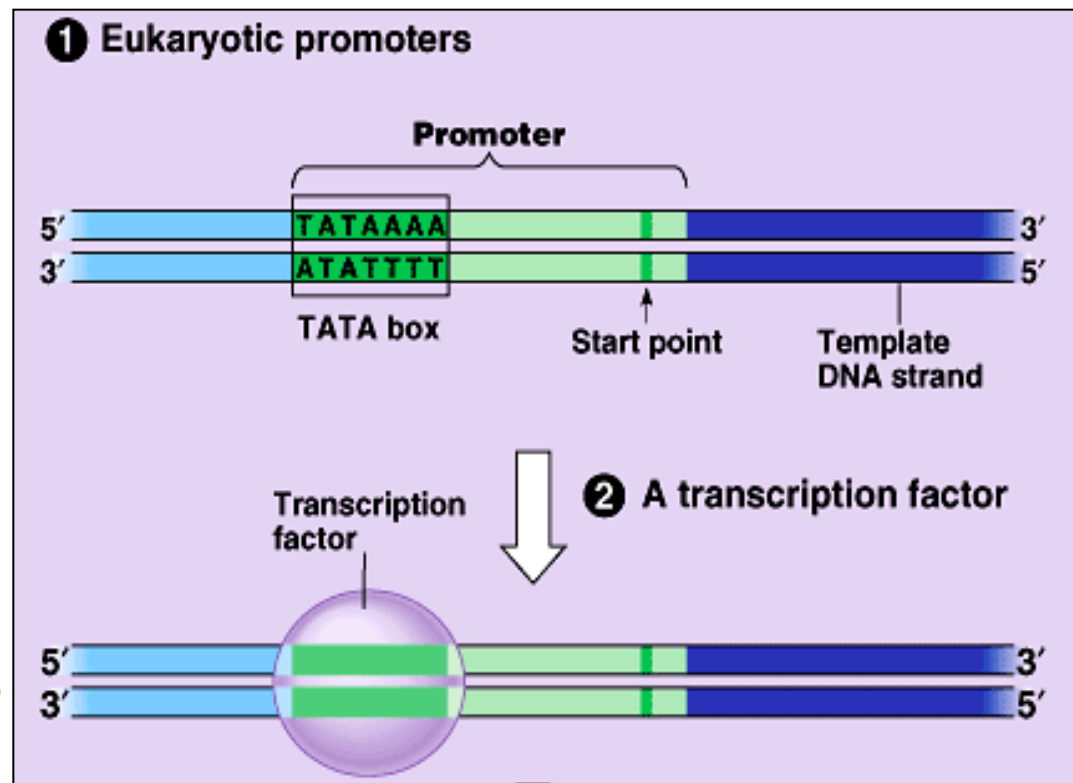 1 Eukaryotic promoters
Promoter
5′ TATAAAA 3′
3′ ATATTTT 5′
TATA box
Start point
Template
DNA strand
2 A transcription factor
Transcription
factor
5′ 3′
3′ 5′